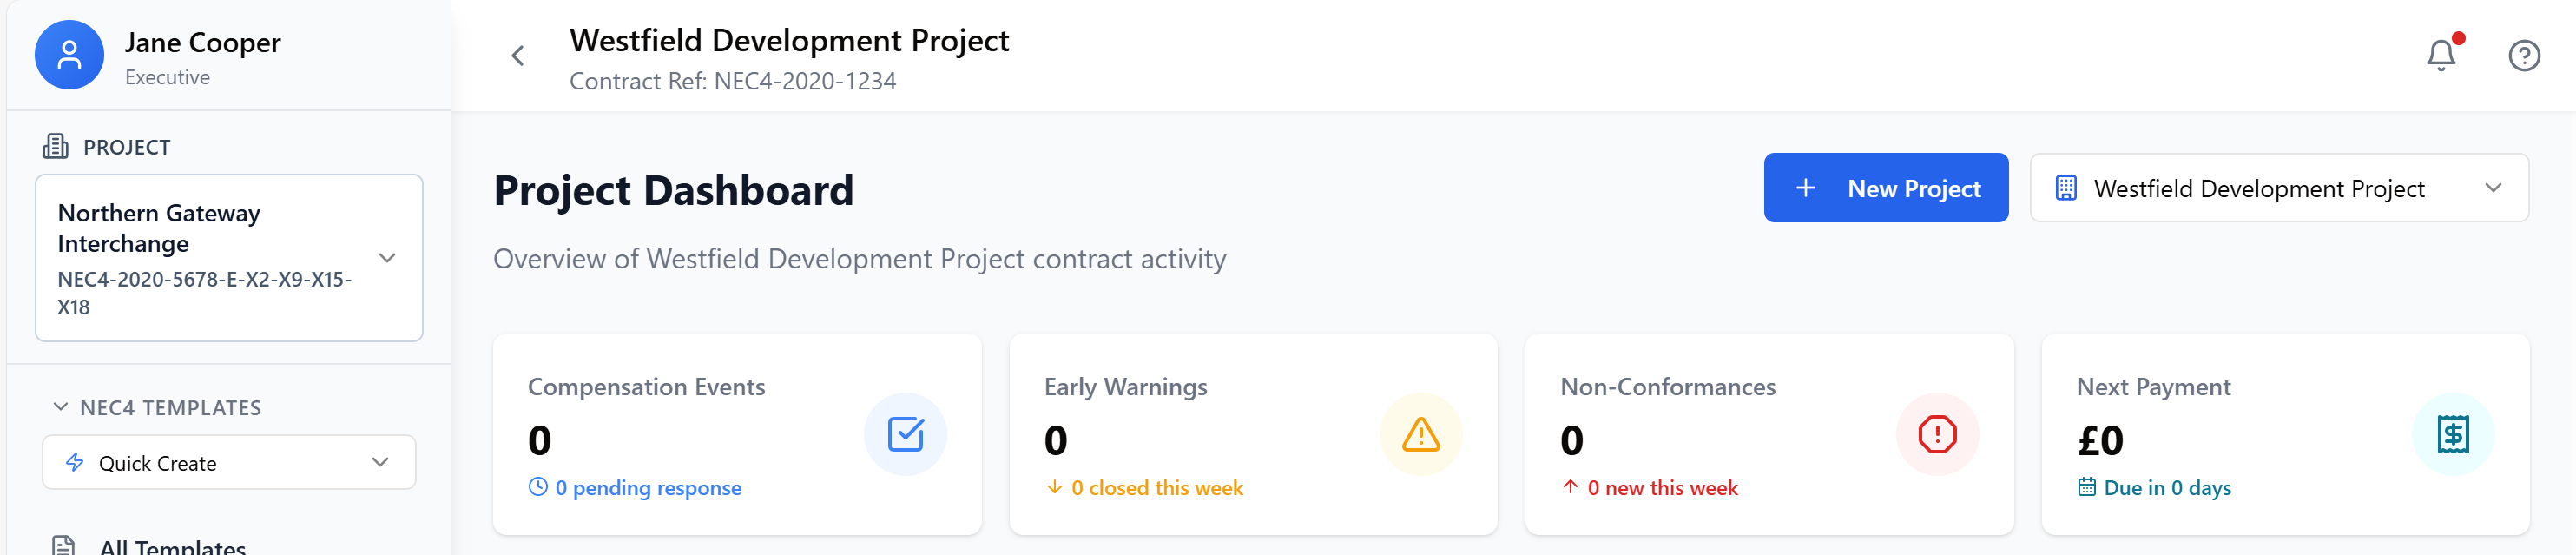 Jane Cooper
Executive
PROJECT
Northern Gateway
Interchange
NEC4-2020-5678-E-X2-X9-X15-
X18
NEC4 TEMPLATES
Quick Create
All Templates
Westfield Development Project
Contract Ref: NEC4-2020-1234
Project Dashboard
New Project
Westfield Development Project
Overview of Westfield Development Project contract activity
Compensation Events
0
0 pending response
Early Warnings
0
0 closed this week
Non-Conformances
0
0 new this week
Next Payment
£0
Due in 0 days